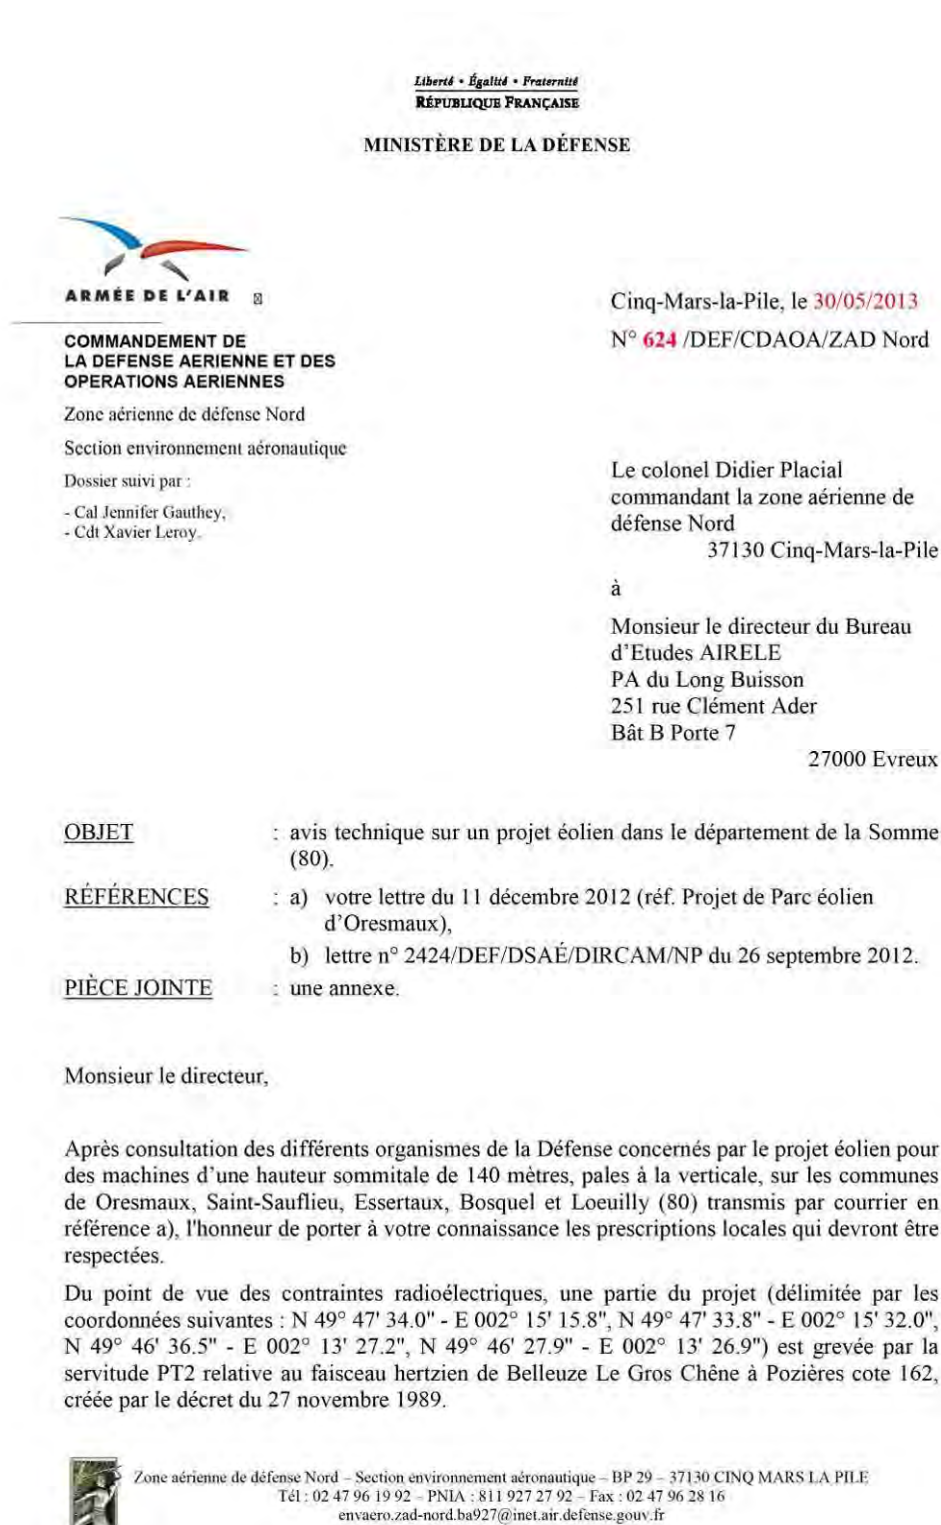 Liberté • Égalité • Fraternité
RÉPUBLIQUE FRANÇAISE
MINISTÈRE DE LA DÉFENSE
ARMÉE DE L'AIR
COMMANDEMENT DE
LA DEFENSE AERIENNE ET DES
OPERATIONS AERIENNES
Zone aérienne de défense Nord
Section environnement aéronautique
Dossier suivi par :
- Cal Jennifer Gauthey,
- Cdt Xavier Leroy.
Cinq-Mars-la-Pile, le 30/05/2013
N° 624 /DEF/CDAOA/ZAD Nord
Le colonel Didier Placial
commandant la zone aérienne de
défense Nord
37130 Cinq-Mars-la-Pile
à
Monsieur le directeur du Bureau
d'Etudes AIRELE
PA du Long Buisson
251 rue Clément Ader
Bât B Porte 7
27000 Evreux
OBJET : avis technique sur un projet éolien dans le département de la Somme
(80).
RÉFÉRENCES : a) votre lettre du 11 décembre 2012 (réf. Projet de Parc éolien
d'Oresmaux),
b) lettre n° 2424/DEF/DSAÉ/DIRCAM/NP du 26 septembre 2012.
PIÈCE JOINTE : une annexe.
Monsieur le directeur,
Après consultation des différents organismes de la Défense concernés par le projet éolien pour
des machines d'une hauteur sommitale de 140 mètres, pales à la verticale, sur les communes
de Oresmaux, Saint-Sauflieu, Essertaux, Bosquel et Loeuilly (80) transmis par courrier en
référence a), l'honneur de porter à votre connaissance les prescriptions locales qui devront être
respectées.
Du point de vue des contraintes radioélectriques, une partie du projet (délimitée par les
coordonnées suivantes : N 49° 47' 34.0" - E 002° 15' 15.8", N 49° 47' 33.8" - E 002° 15' 32.0",
N 49° 46' 36.5" - E 002° 13' 27.2", N 49° 46' 27.9" - E 002° 13' 26.9") est grevée par la
servitude PT2 relative au faisceau hertzien de Belleuze Le Gros Chêne à Pozières cote 162,
créée par le décret du 27 novembre 1989.
Zone aérienne de défense Nord – Section environnement aéronautique – BP 29 – 37130 CINQ MARS LA PILE
Tél : 02 47 96 19 92 – PNIA : 811 927 27 92 – Fax : 02 47 96 28 16
envaero.zad-nord.ba927@inet.air.defense.gouv.fr